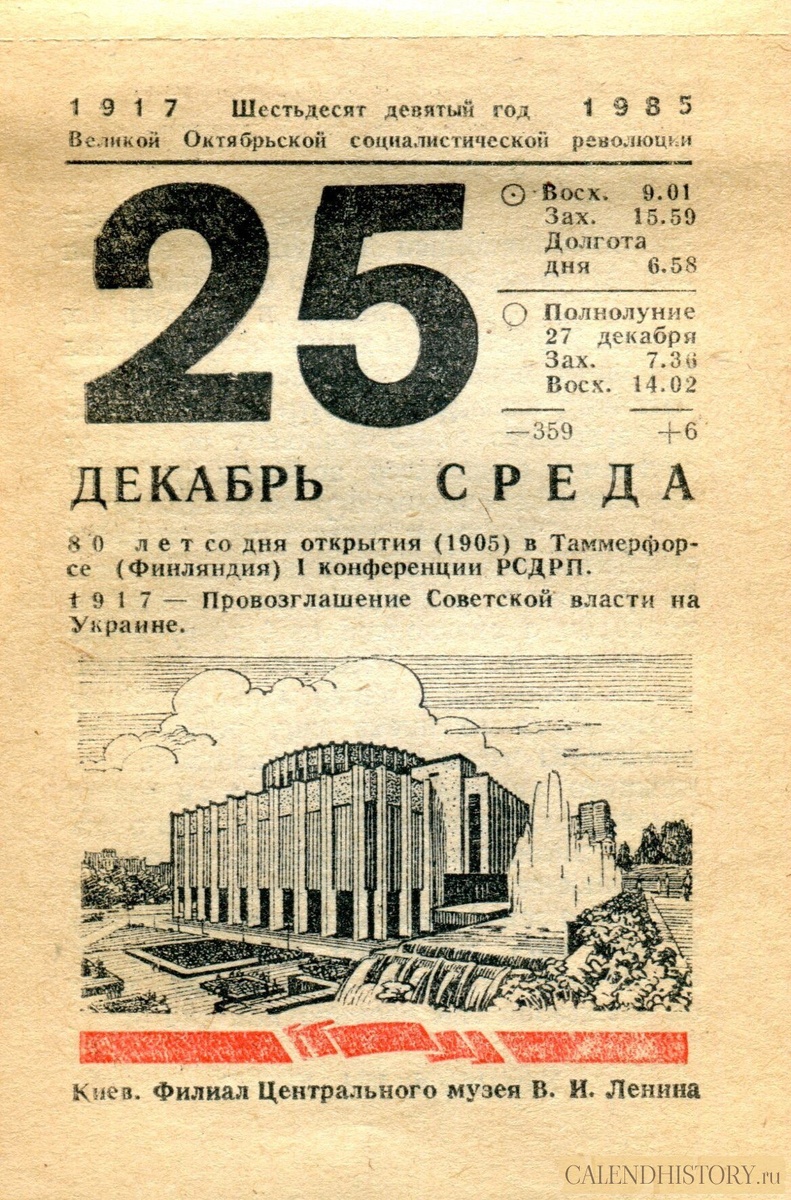 1917 Шестьдесят девятый год 1985
Великой Октябрьской социалистической революции
25
Восх. 9.01
Зах. 15.59
Долгота
дня 6.58
Полнолуние
27 декабря
Зах. 7.36
Восх. 14.02
—359 +6
ДЕКАБРЬ СРЕДА
80 лет со дня открытия (1905) в Таммерфор-
се (Финляндия) I конференции РСДРП.
1917 — Провозглашение Советской власти на
Украине.
Киев. Филиал Центрального музея В. И. Ленина
CALENDHISTORY.ru